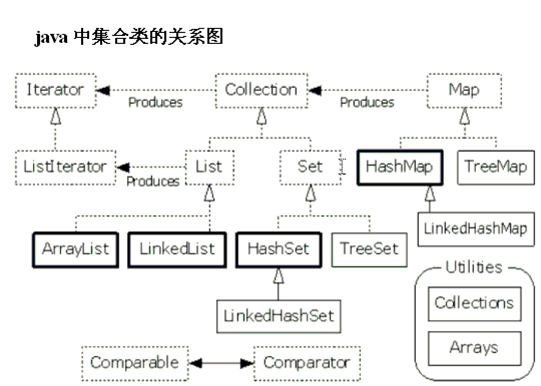 java 中集合类的关系图
Iterator
Produces
Collection
Produces
Map
ListIterator
Produces
List
Set
HashMap
TreeMap
LinkedHashMap
ArrayList
LinkedList
HashSet
TreeSet
Utilities
LinkedHashSet
Collections
Arrays
Comparable
Comparator